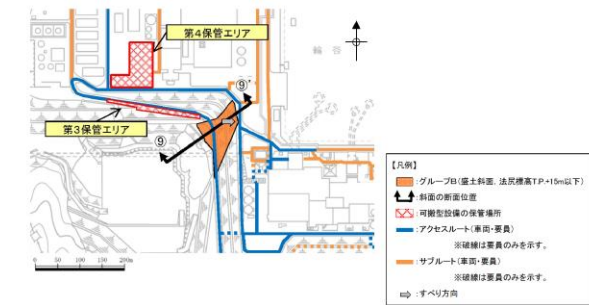 第4保管エリア
輪谷
⑨
第3保管エリア
⑨
0 50 100 150 200m
【凡例】
:グループB(盛土斜面、法尻標高T.P.+15m以下)
:斜面の断面位置
:可搬型設備の保管場所
:アクセスルート(車両・要員)
※破線は要員のみを示す。
:サブルート(車両・要員)
※破線は要員のみを示す。
:すべり方向